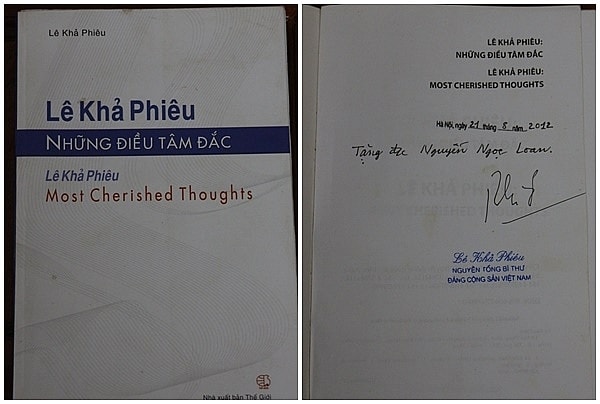 Lê Khả Phiêu
Lê Khả Phiêu
NHỮNG ĐIỀU TÂM ĐẮC
Lê Khả Phiêu
Most Cherished Thoughts
Nhà xuất bản Thế Giới
LÊ KHẢ PHIÊU:
NHỮNG ĐIỀU TÂM ĐẮC
LÊ KHẢ PHIÊU:
MOST CHERISHED THOUGHTS
Hà Nội, ngày 21 tháng 8 năm 2012
Tặng đ/c Nguyễn Ngọc Loan.
Lê Khả Phiêu
NGUYÊN TỔNG BÍ THƯ
ĐẢNG CỘNG SẢN VIỆT NAM